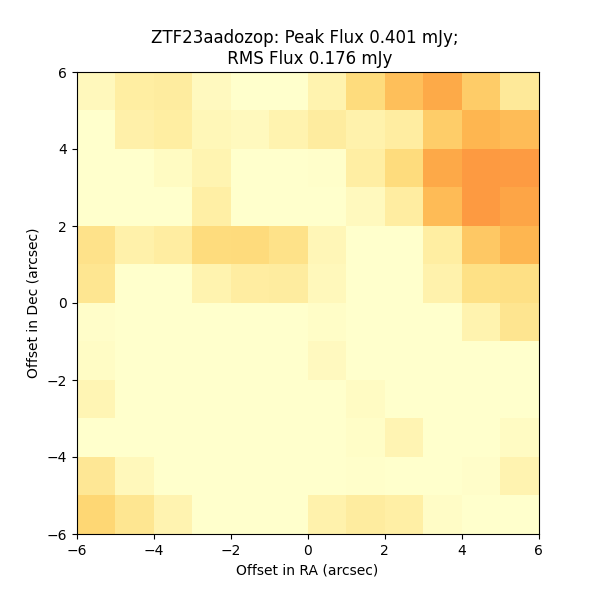 ZTF23aadozop: Peak Flux 0.401 mJy;
RMS Flux 0.176 mJy
6
4
2
0
−2
−4
−6
Offset in Dec (arcsec)
−6 −4 −2 0 2 4 6
Offset in RA (arcsec)